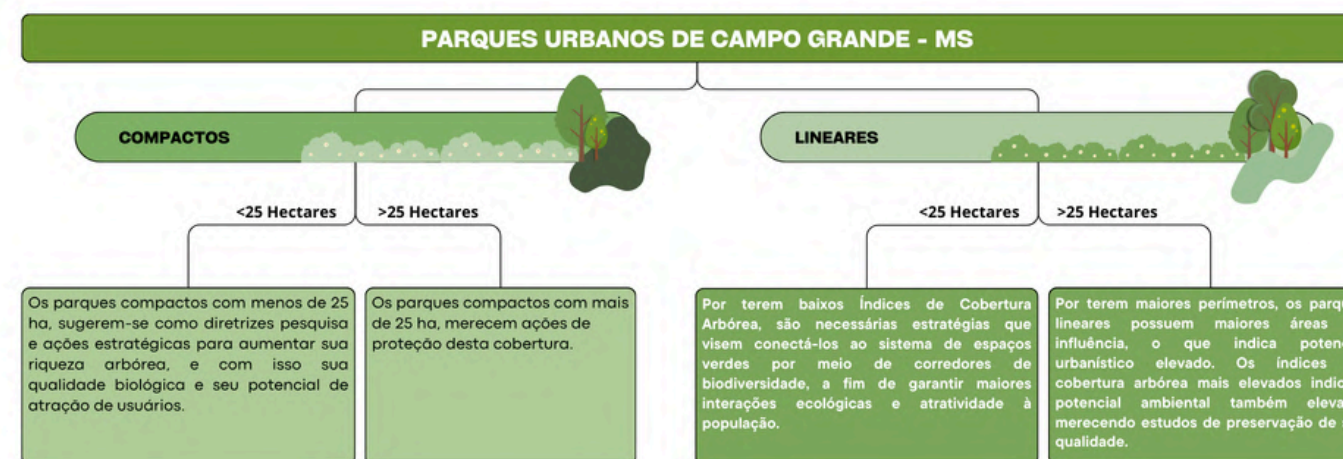 PARQUES URBANOS DE CAMPO GRANDE - MS
COMPACTOS
<25 Hectares
>25 Hectares
Os parques compactos com menos de 25
ha, sugerem-se como diretrizes pesquisa
e ações estratégicas para aumentar sua
riqueza arbórea, e com isso sua
qualidade biológica e seu potencial de
atração de usuários.
Os parques compactos com mais
de 25 ha, merecem ações de
proteção desta cobertura.
LINEARES
<25 Hectares
>25 Hectares
Por terem baixos Índices de Cobertura
Arbórea, são necessárias estratégias que
visem conectá-los ao sistema de espaços
verdes por meio de corredores de
biodiversidade, a fim de garantir maiores
interações ecológicas e atratividade à
população.
Por terem maiores perímetros, os
lineares possuem maiores áreas
influência, o que indica
urbanístico elevado. Os índices
cobertura arbórea mais elevados
potencial ambiental também
merecendo estudos de preservação de
qualidade.